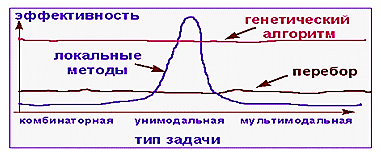 эффективность
генетический
алгоритм
локальные
методы
перебор
комбинаторная унимодальная мультимодальная
тип задачи